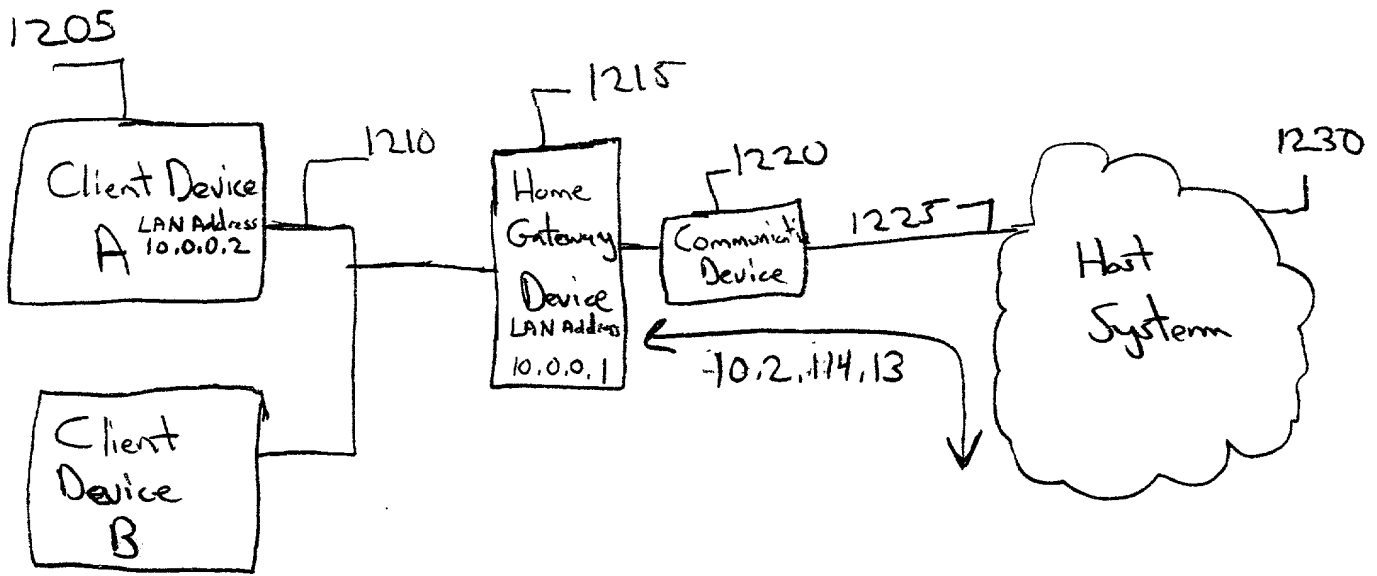 1205
Client Device
LAN Address
A 10.0.0.2
1210
1215
Home
Gateway
Device
LAN Address
10.0.0.1
1220
Communicati
Device
1225
1230
Host
System
10.2.114.13
Client
Device
B